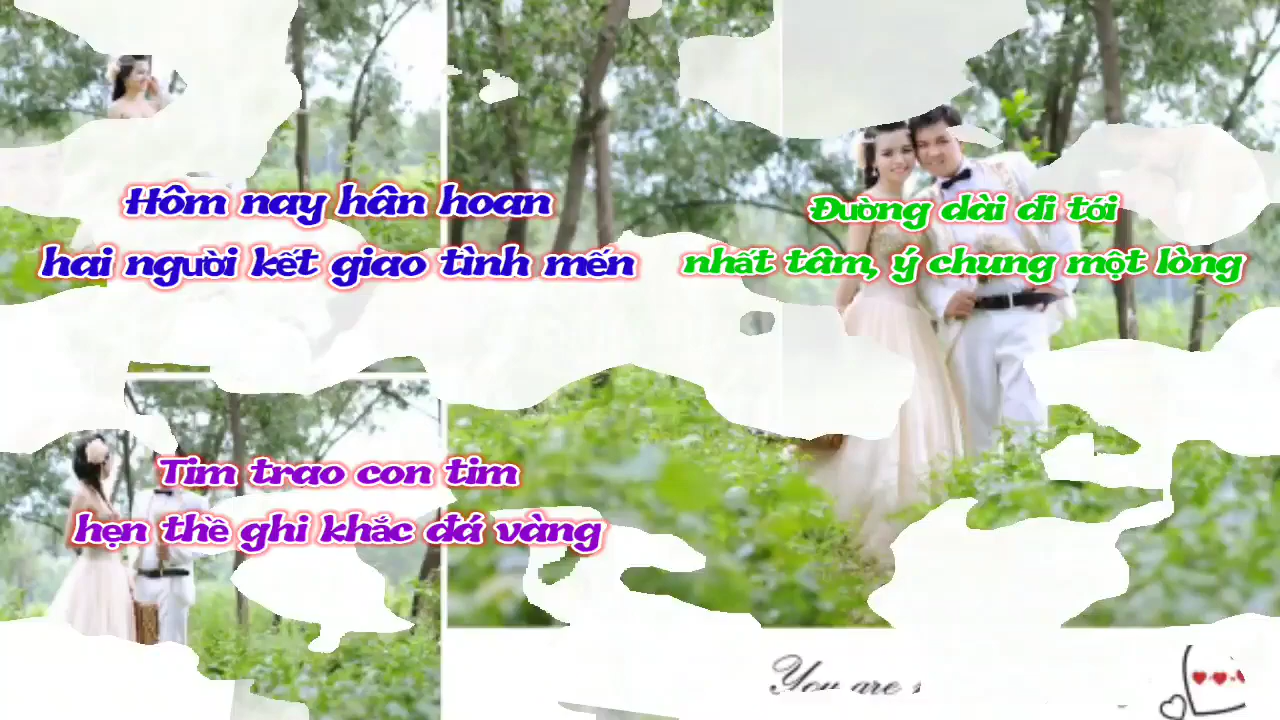 Hôm nay hân hoan
hai người kết giao tình mến
Đường dài đi tới
nhất tâm, ý chung một lòng
Tim trao con tim
hẹn thề ghi khắc đá vàng
You are